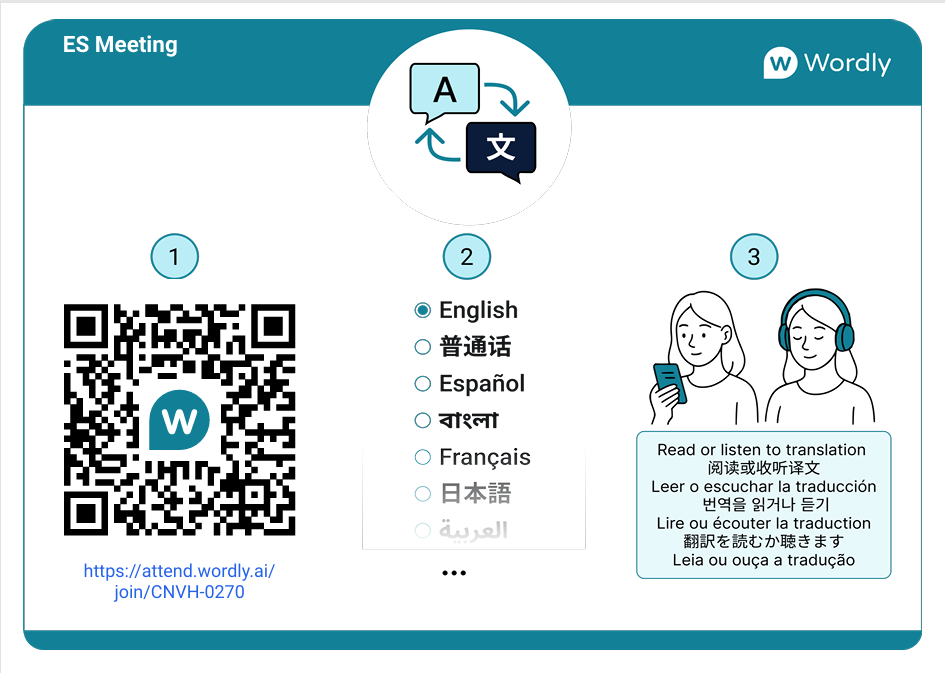 ES Meeting
W Wordly
A
文
1
W
https://attend.wordly.ai/
join/CNVH-0270
2
English
普通话
Español
বাংলা
Français
日本語
العربية
...
3
Read or listen to translation
阅读或收听译文
Leer o escuchar la traducción
번역을 읽거나 듣기
Lire ou écouter la traduction
翻訳を読むか聴きます
Leia ou ouça a tradução